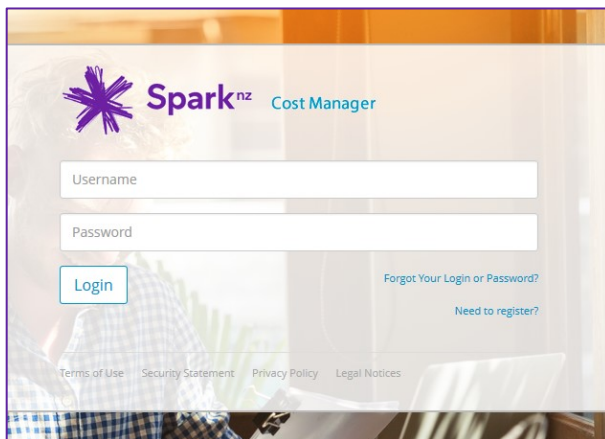 Spark nz Cost Manager
Username
Password
Login
Forgot Your Login or Password?
Need to register?
Terms of Use Security Statement Privacy Policy Legal Notices